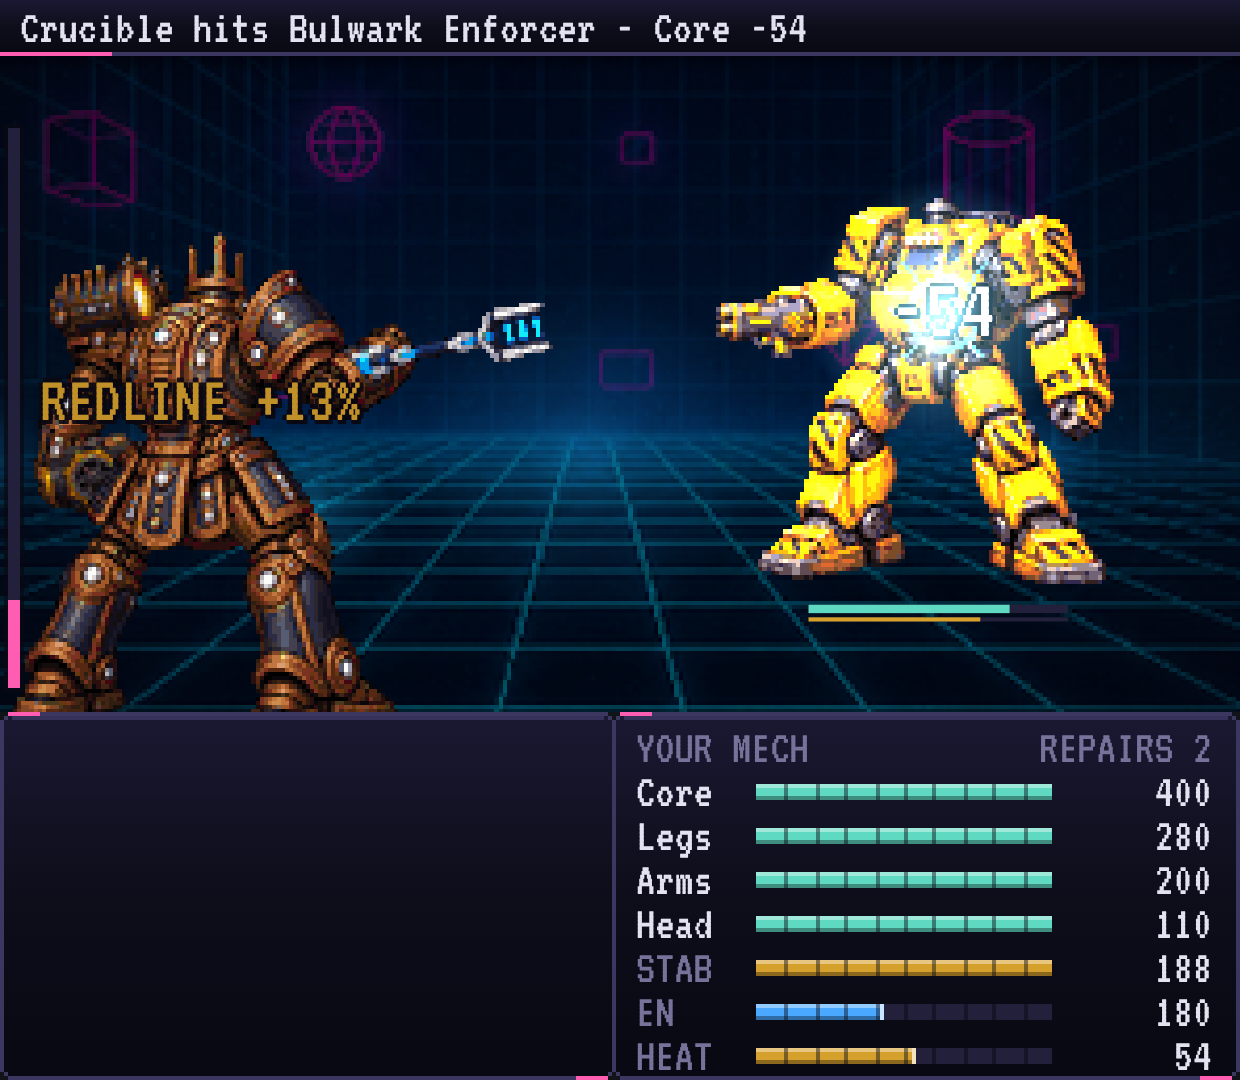 Crucible hits Bulwark Enforcer - Core -54
-54
REDLINE +13%
YOUR MECH REPAIRS 2
Core 400
Legs 280
Arms 200
Head 110
STAB 188
EN 180
HEAT 54